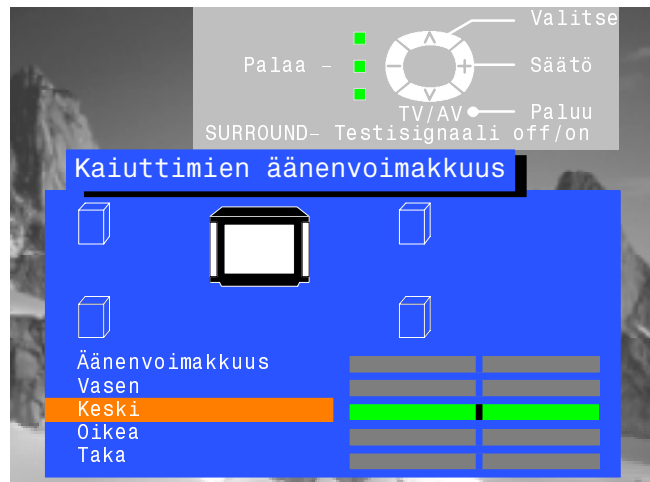 Valitse
Palaa – Säätö
TV/AV Paluu
SURROUND– Testisignaali off/on
Kaiuttimien äänenvoimakkuus
Äänenvoimakkuus
Vasen
Keski
Oikea
Taka